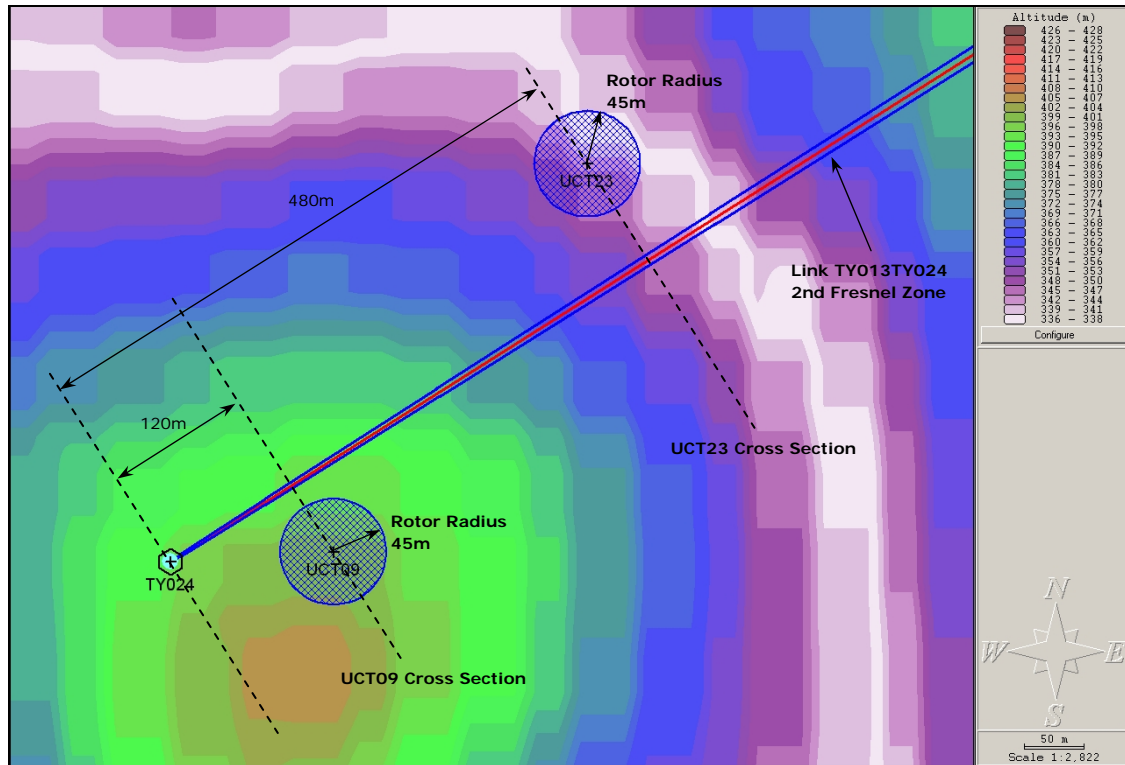 Rotor Radius
45m
UCT23
480m
Link TY013TY024
2nd Fresnel Zone
120m
UCT23 Cross Section
Rotor Radius
45m
UCT09
TY024
UCT09 Cross Section
Altitude (m)
426 - 428
423 - 425
420 - 422
417 - 419
414 - 416
411 - 413
408 - 410
405 - 407
402 - 404
399 - 401
396 - 398
393 - 395
390 - 392
387 - 389
384 - 386
381 - 383
378 - 380
375 - 377
372 - 374
369 - 371
366 - 368
363 - 365
360 - 362
357 - 359
354 - 356
351 - 353
348 - 350
345 - 347
342 - 344
339 - 341
336 - 338
Configure
N
W E
S
50 m
Scale 1:2,822